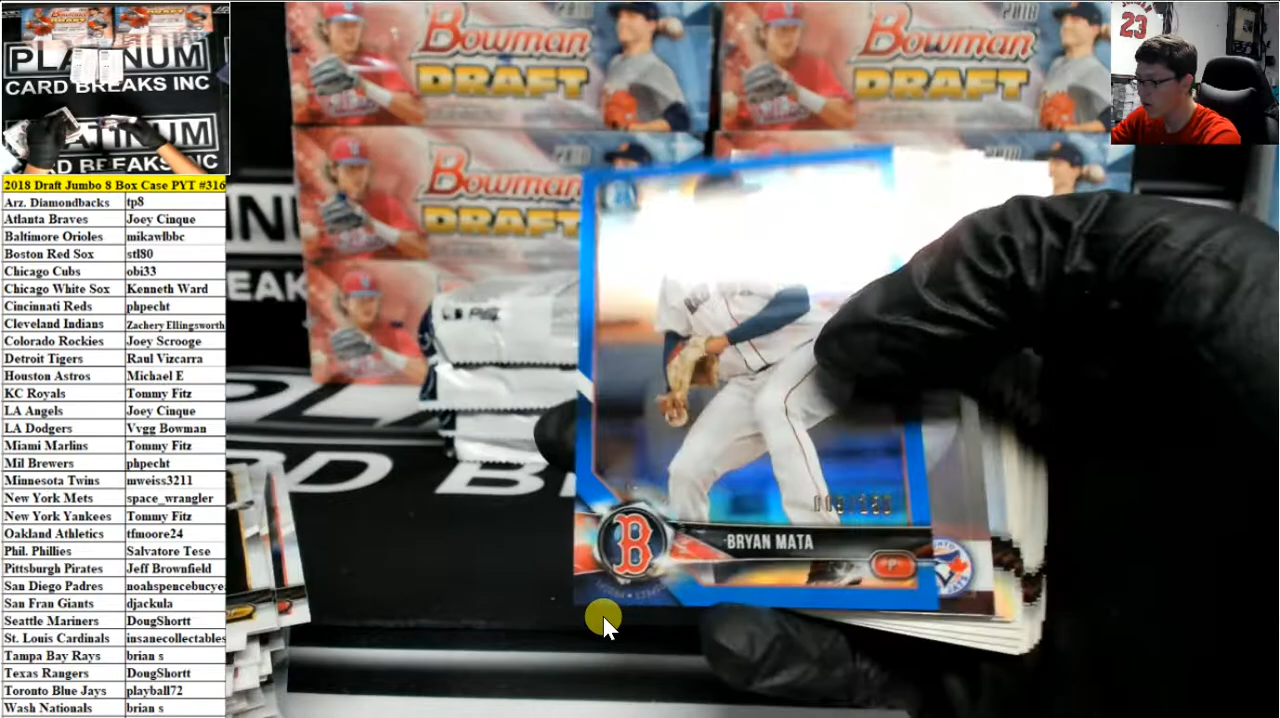 PLATINUM
CARD BREAKS INC
PLATINUM
CARD BREAKS INC
2018 Draft Jumbo 8 Box Case PYT #316
Arz. Diamondbacks tp8
Atlanta Braves Joey Cinque
Baltimore Orioles mikawlbbc
Boston Red Sox stl80
Chicago Cubs obi33
Chicago White Sox Kenneth Ward
Cincinnati Reds phpecht
Cleveland Indians Zachery Ellingsworth
Colorado Rockies Joey Scrooge
Detroit Tigers Raul Vizcarra
Houston Astros Michael E
KC Royals Tommy Fitz
LA Angels Joey Cinque
LA Dodgers Vvgg Bowman
Miami Marlins Tommy Fitz
Mil Brewers phpecht
Minnesota Twins mweiss3211
New York Mets space_wrangler
New York Yankees Tommy Fitz
Oakland Athletics tfmoore24
Phil. Phillies Salvatore Tese
Pittsburgh Pirates Jeff Brownfield
San Diego Padres noahspencebucye
San Fran Giants djackula
Seattle Mariners DougShortt
St. Louis Cardinals insanecollectables
Tampa Bay Rays brian s
Texas Rangers DougShortt
Toronto Blue Jays playball72
Wash Nationals brian s
2018
Bowman
DRAFT
2018
Bowman
DRAFT
2018
Bowman
DRAFT
2018
23
B
BRYAN MATA
P